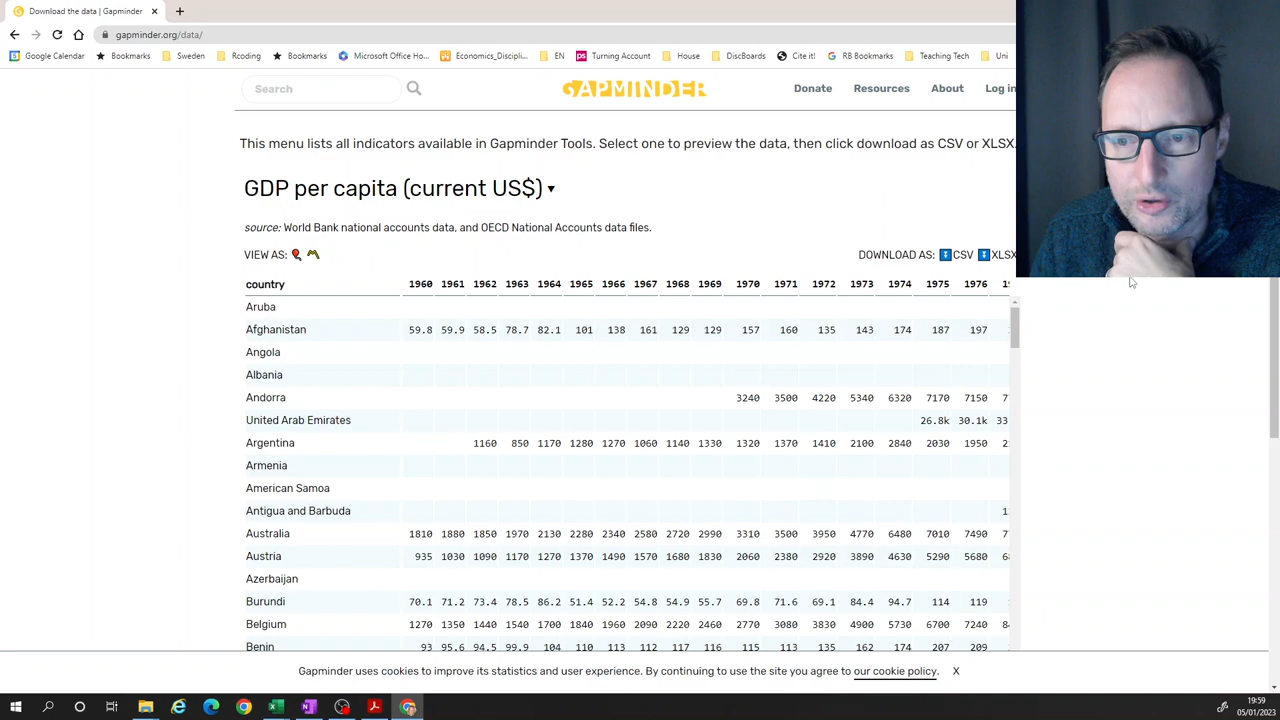 Download the data | Gapminder
gapminder.org/data/
Google Calendar Bookmarks Sweden Rcoding Bookmarks Microsoft Office Ho... Economics_Discipli... EN Turning Account House DiscBoards Cite it! RB Bookmarks Teaching Tech Uni
Search GAPMINDER Donate Resources About Log in
This menu lists all indicators available in Gapminder Tools. Select one to preview the data, then click download as CSV or XLSX.
GDP per capita (current US$)
source: World Bank national accounts data, and OECD National Accounts data files.
VIEW AS: DOWNLOAD AS: CSV XLSX
country 1960 1961 1962 1963 1964 1965 1966 1967 1968 1969 1970 1971 1972 1973 1974 1975 1976
Aruba
Afghanistan 59.8 59.9 58.5 78.7 82.1 101 138 161 129 129 157 160 135 143 174 187 197
Angola
Albania
Andorra 3240 3500 4220 5340 6320 7170 7150
United Arab Emirates 26.8k 30.1k 33
Argentina 1160 850 1170 1280 1270 1060 1140 1330 1320 1370 1410 2100 2840 2030 1950
Armenia
American Samoa
Antigua and Barbuda
Australia 1810 1880 1850 1970 2130 2280 2340 2580 2720 2990 3310 3500 3950 4770 6480 7010 7490
Austria 935 1030 1090 1170 1270 1370 1490 1570 1680 1830 2060 2380 2920 3890 4630 5290 5680
Azerbaijan
Burundi 70.1 71.2 73.4 78.5 86.2 51.4 52.2 54.8 54.9 55.7 69.8 71.6 69.1 84.4 94.7 114 119
Belgium 1270 1350 1440 1540 1700 1840 1960 2090 2220 2460 2770 3080 3830 4900 5730 6700 7240
Benin 93 95.6 94.5 99.9 104 110 113 112 117 116 115 113 135 162 174 207 209
Gapminder uses cookies to improve its statistics and user experience. By continuing to use the site you agree to our cookie policy. X
19:59
05/01/2023